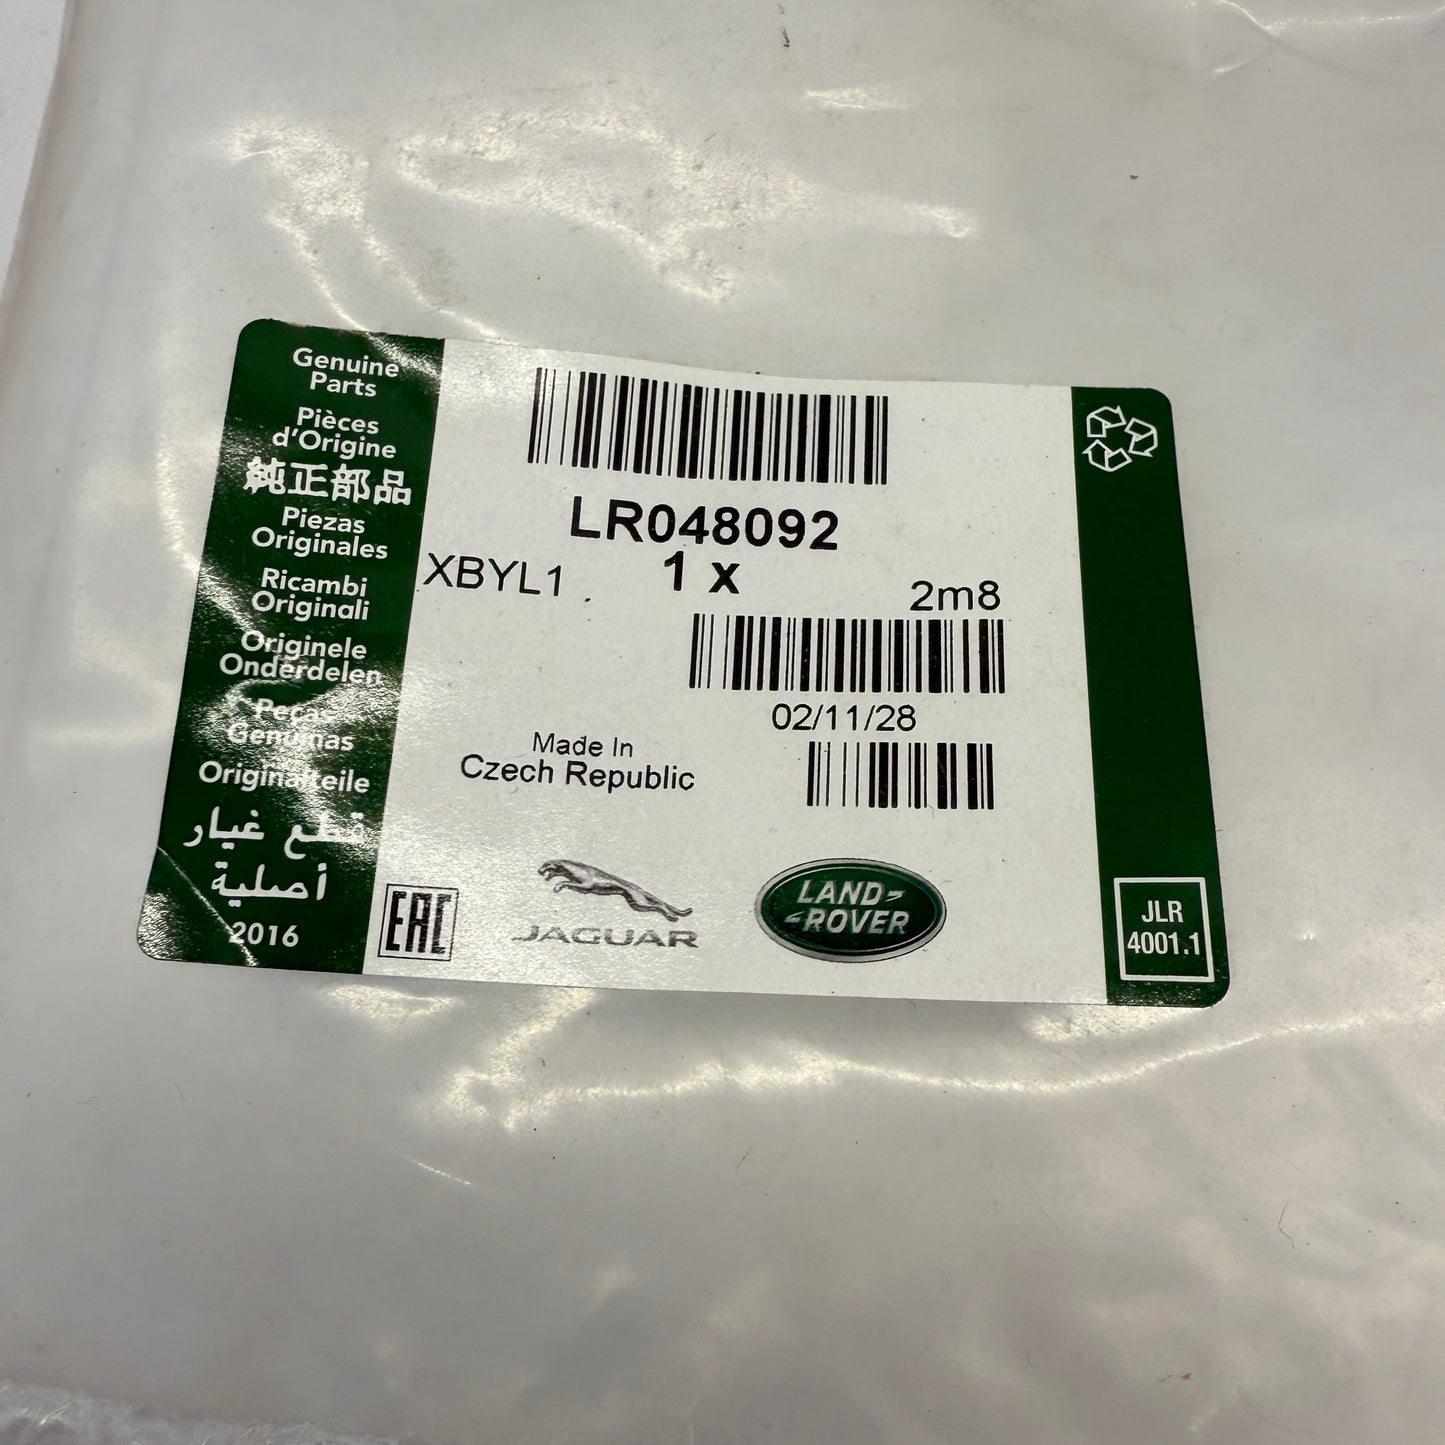 Genuine
Parts
Pièces
d'Origine
純正部品
Piezas
Originales
Ricambi
Originali
Originele
Onderdelen
Peças
Genuínas
Originalteile
قطع غيار
أصلية
2016
LR048092
XBYL1 1 x 2m8
02/11/28
Made In
Czech Republic
EAC
JAGUAR
LAND-
-ROVER
JLR
4001.1